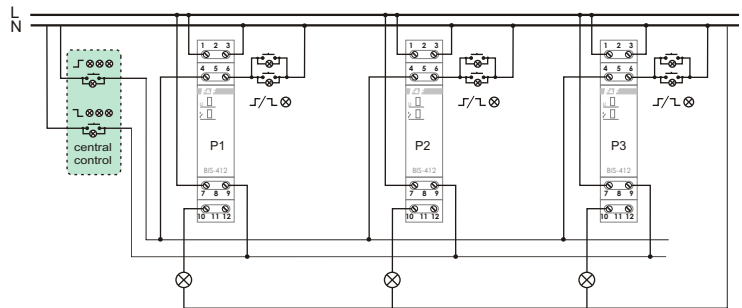 L
N
1 2 3
1 2 3
1 2 3
4 5 6
4 5 6
4 5 6
central
control
P1
P2
P3
BIS-412
BIS-412
BIS-412
7 8 9
7 8 9
7 8 9
10 11 12
10 11 12
10 11 12